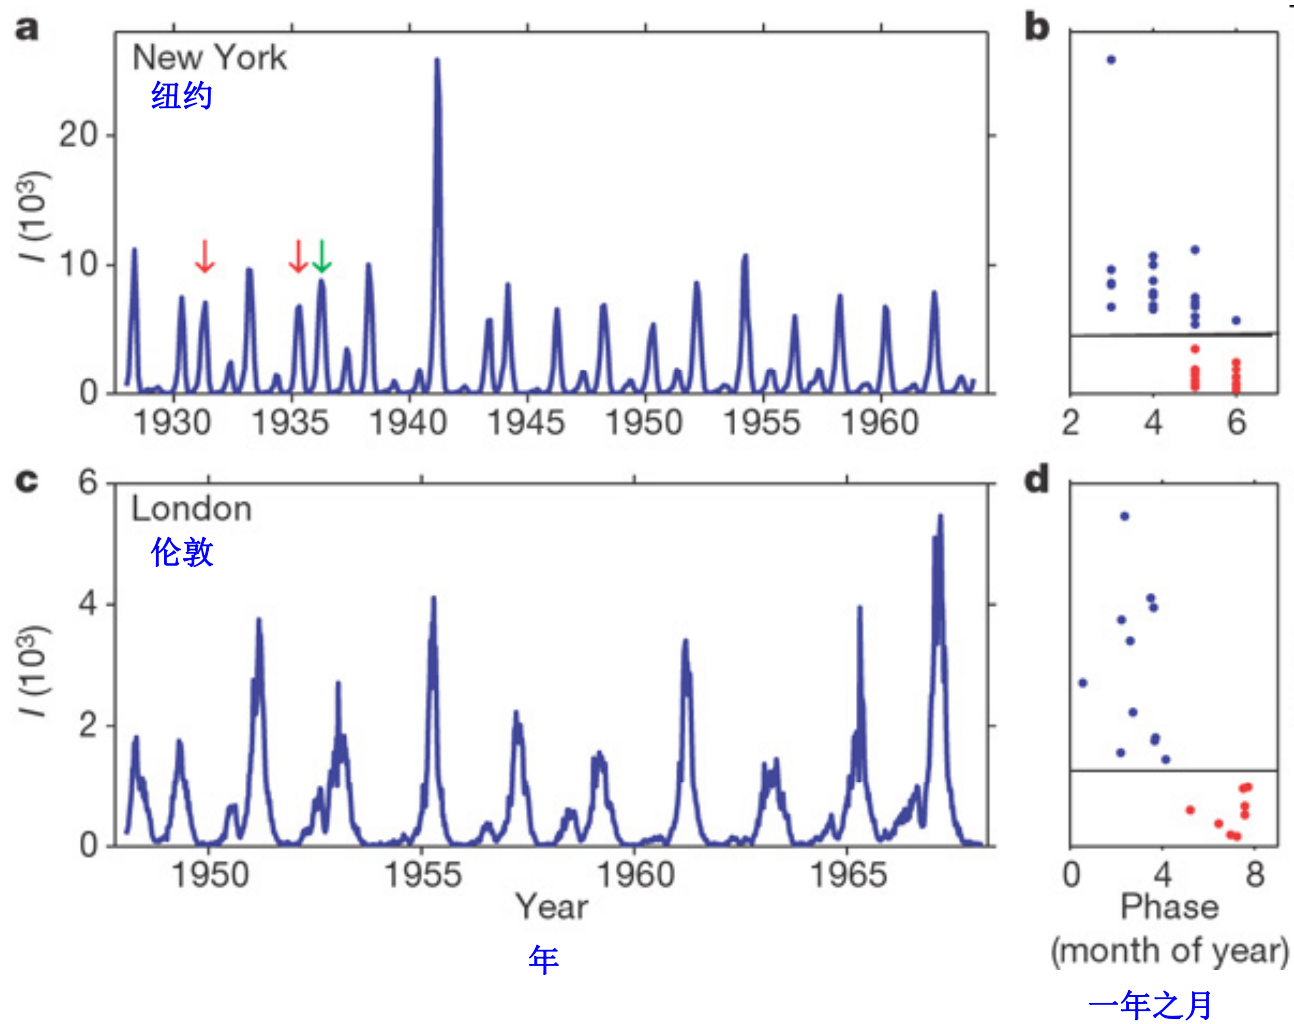 a
New York
纽约
20
10
0
I (10³)
1930 1935 1940 1945 1950 1955 1960
b
2 4 6
c
London
伦敦
6
4
2
0
I (10³)
1950 1955 1960 1965
Year
年
d
0 4 8
Phase
(month of year)
一年之月